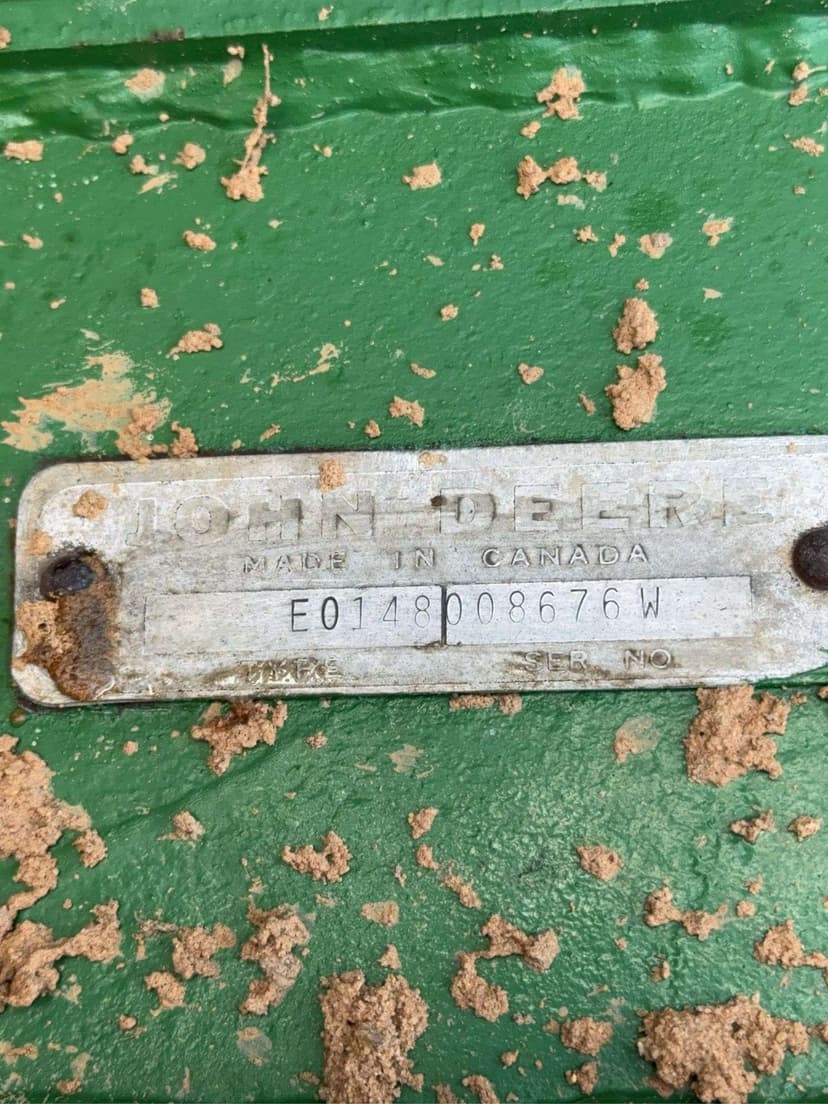 JOHN DEERE
MADE IN CANADA
E0148 008676W
TYPE SER NO